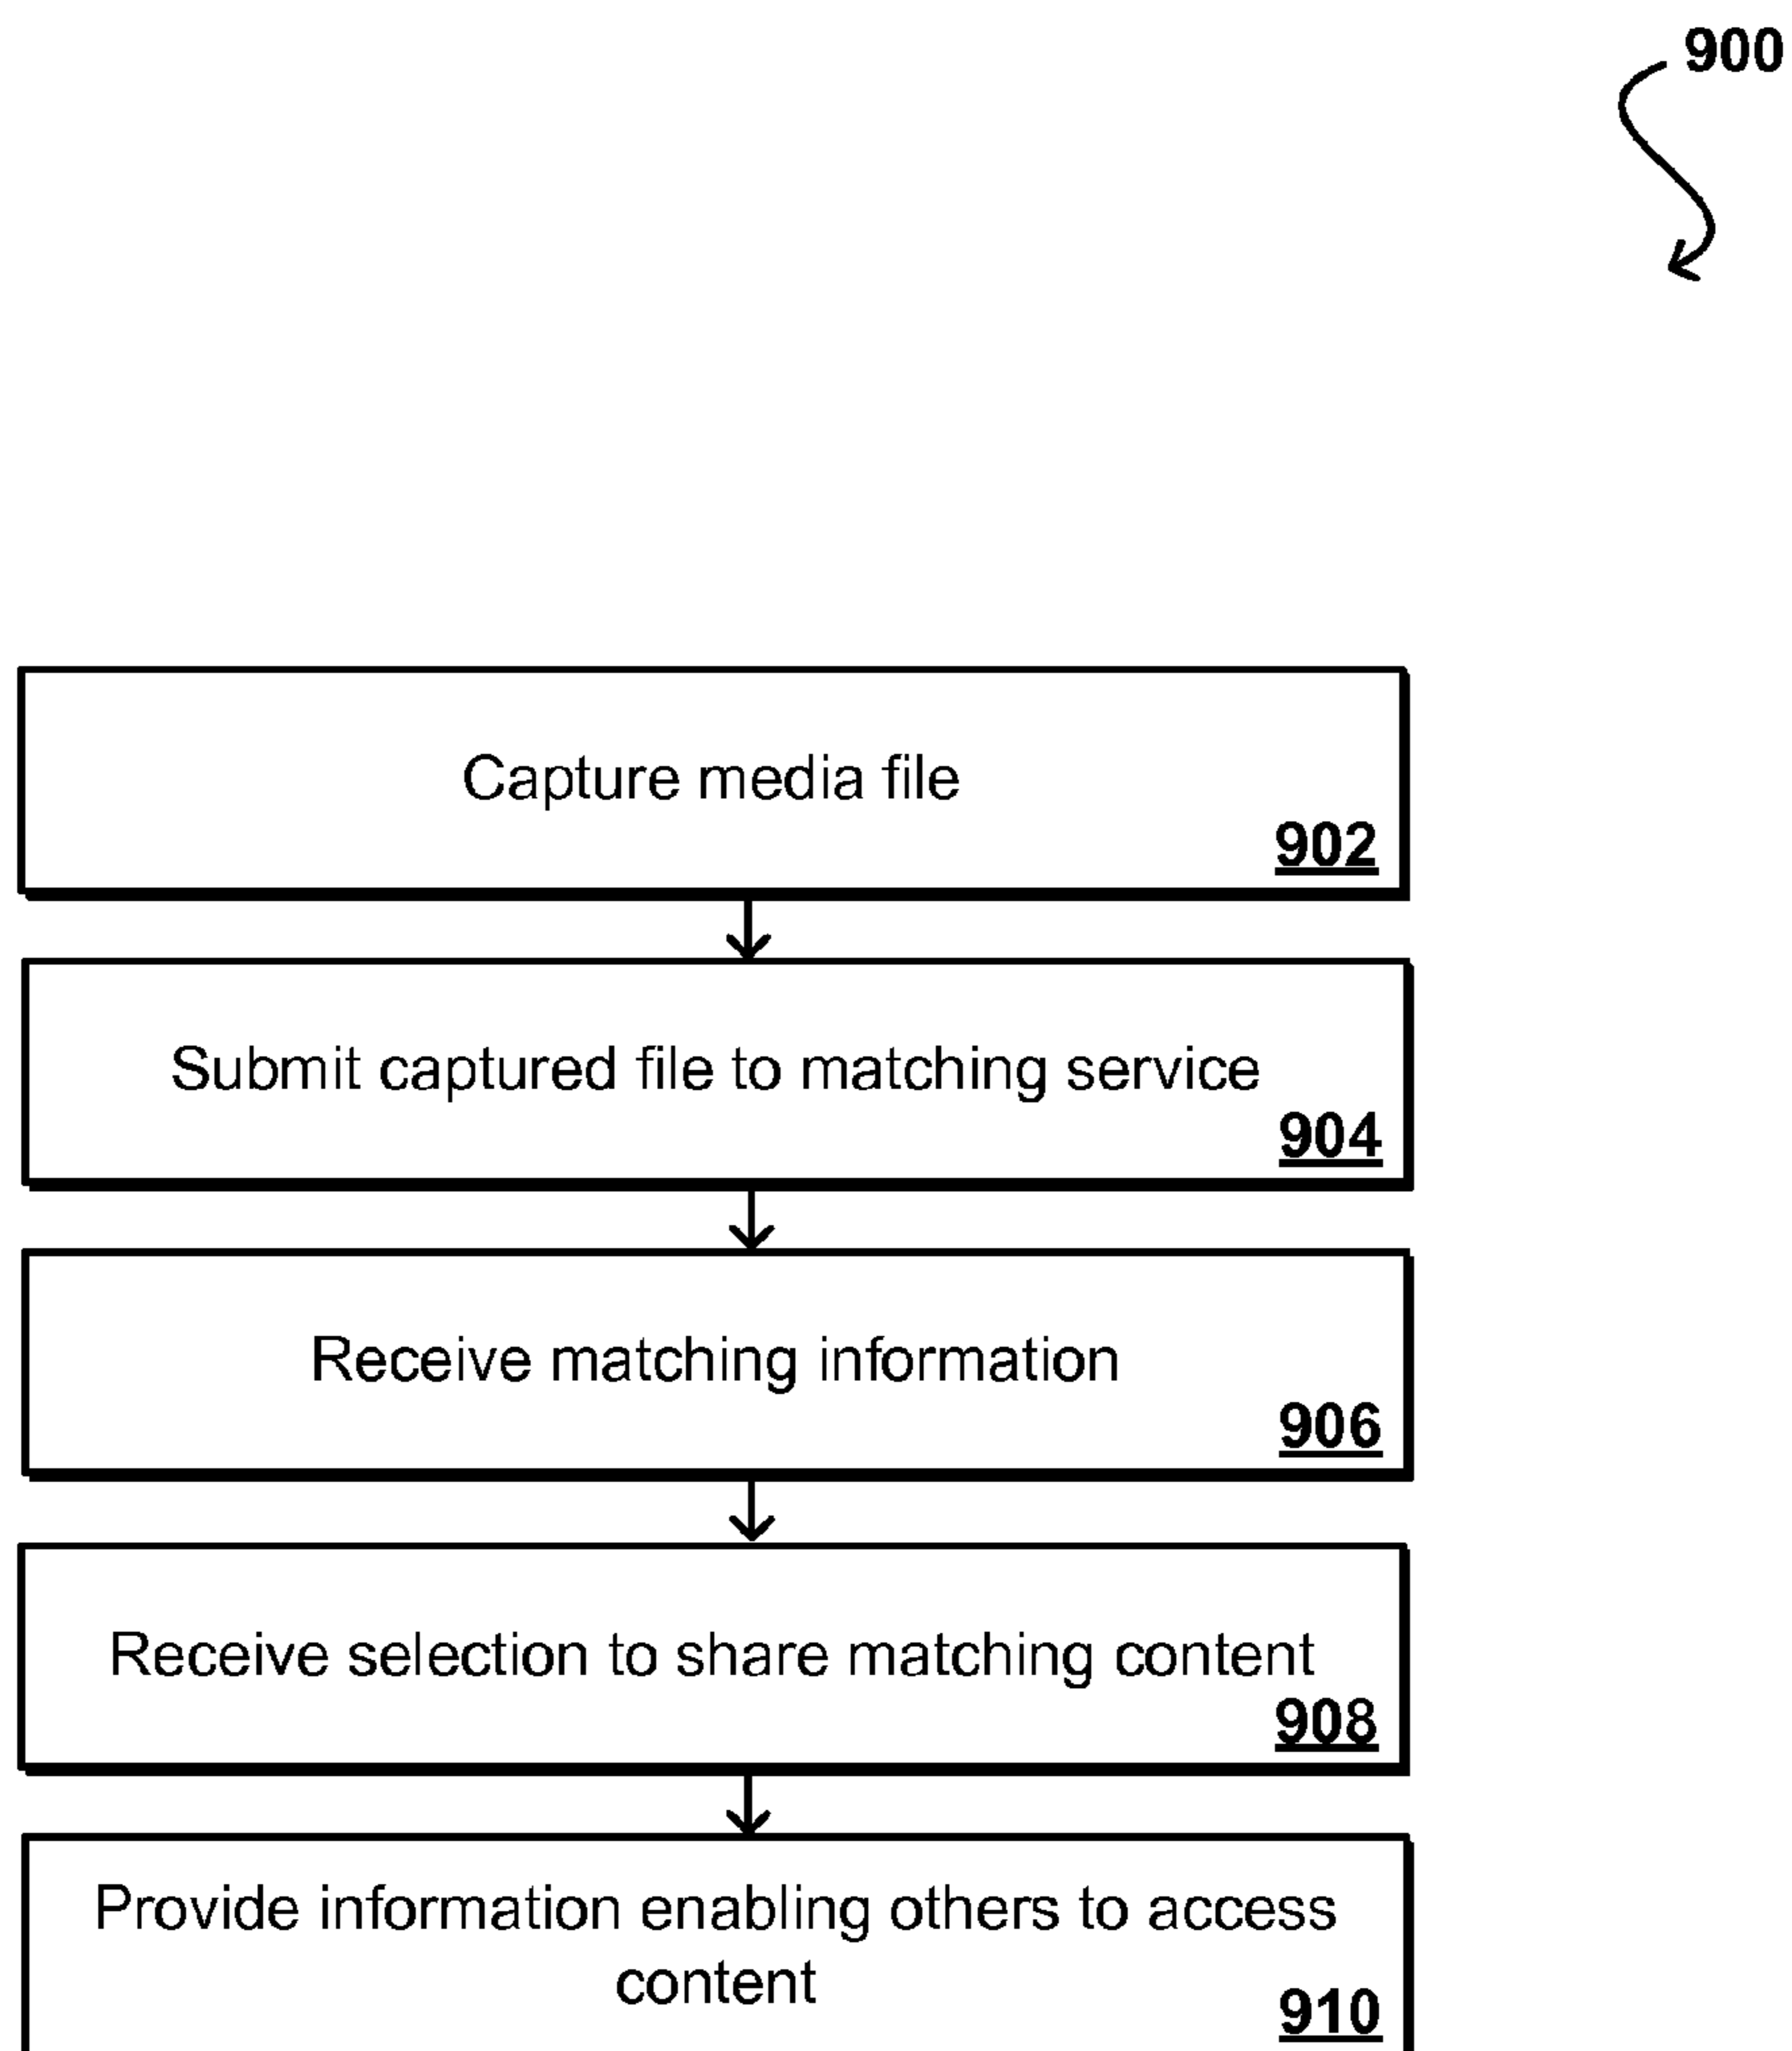 900
Capture media file
902
Submit captured file to matching service
904
Receive matching information
906
Receive selection to share matching content
908
Provide information enabling others to access
content
910